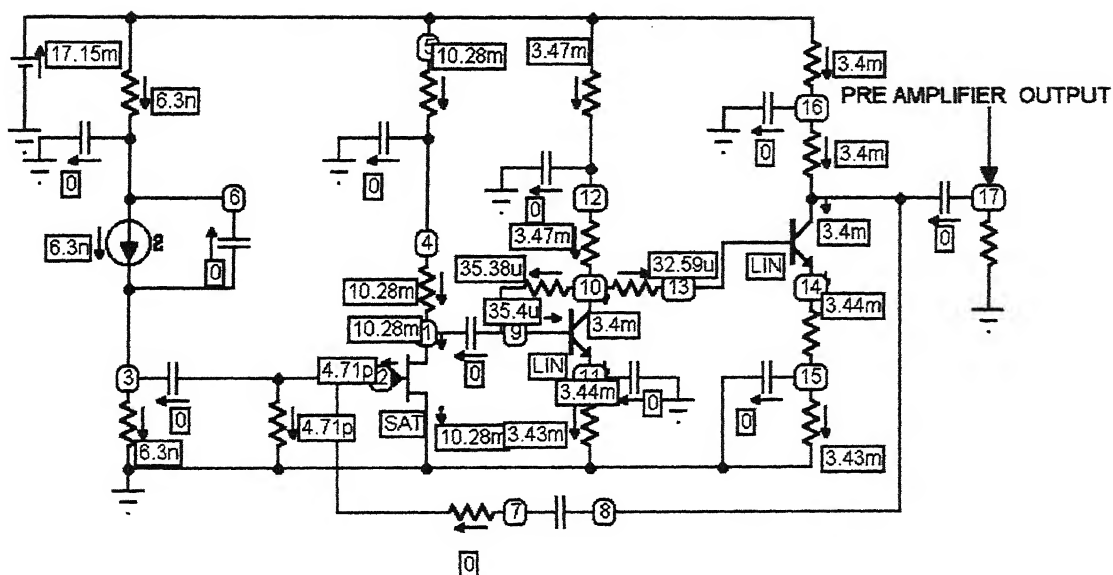 17.15m
5
10.28m
3.47m
3.4m
6.3n
PRE AMPLIFIER OUTPUT
16
0
0
0
3.4m
6
12
0
17
6.3n
2
3.4m
0
0
4
3.47m
35.38u
32.59u
LIN
10.28m
10
13
14
35.4u
3.44m
10.28m
1
9
3.4m
3
4.71p
2
0
LIN
11
15
0
SAT
3.44m
0
0
6.3n
4.71p
10.28m
3.43m
3.43m
7
8
0